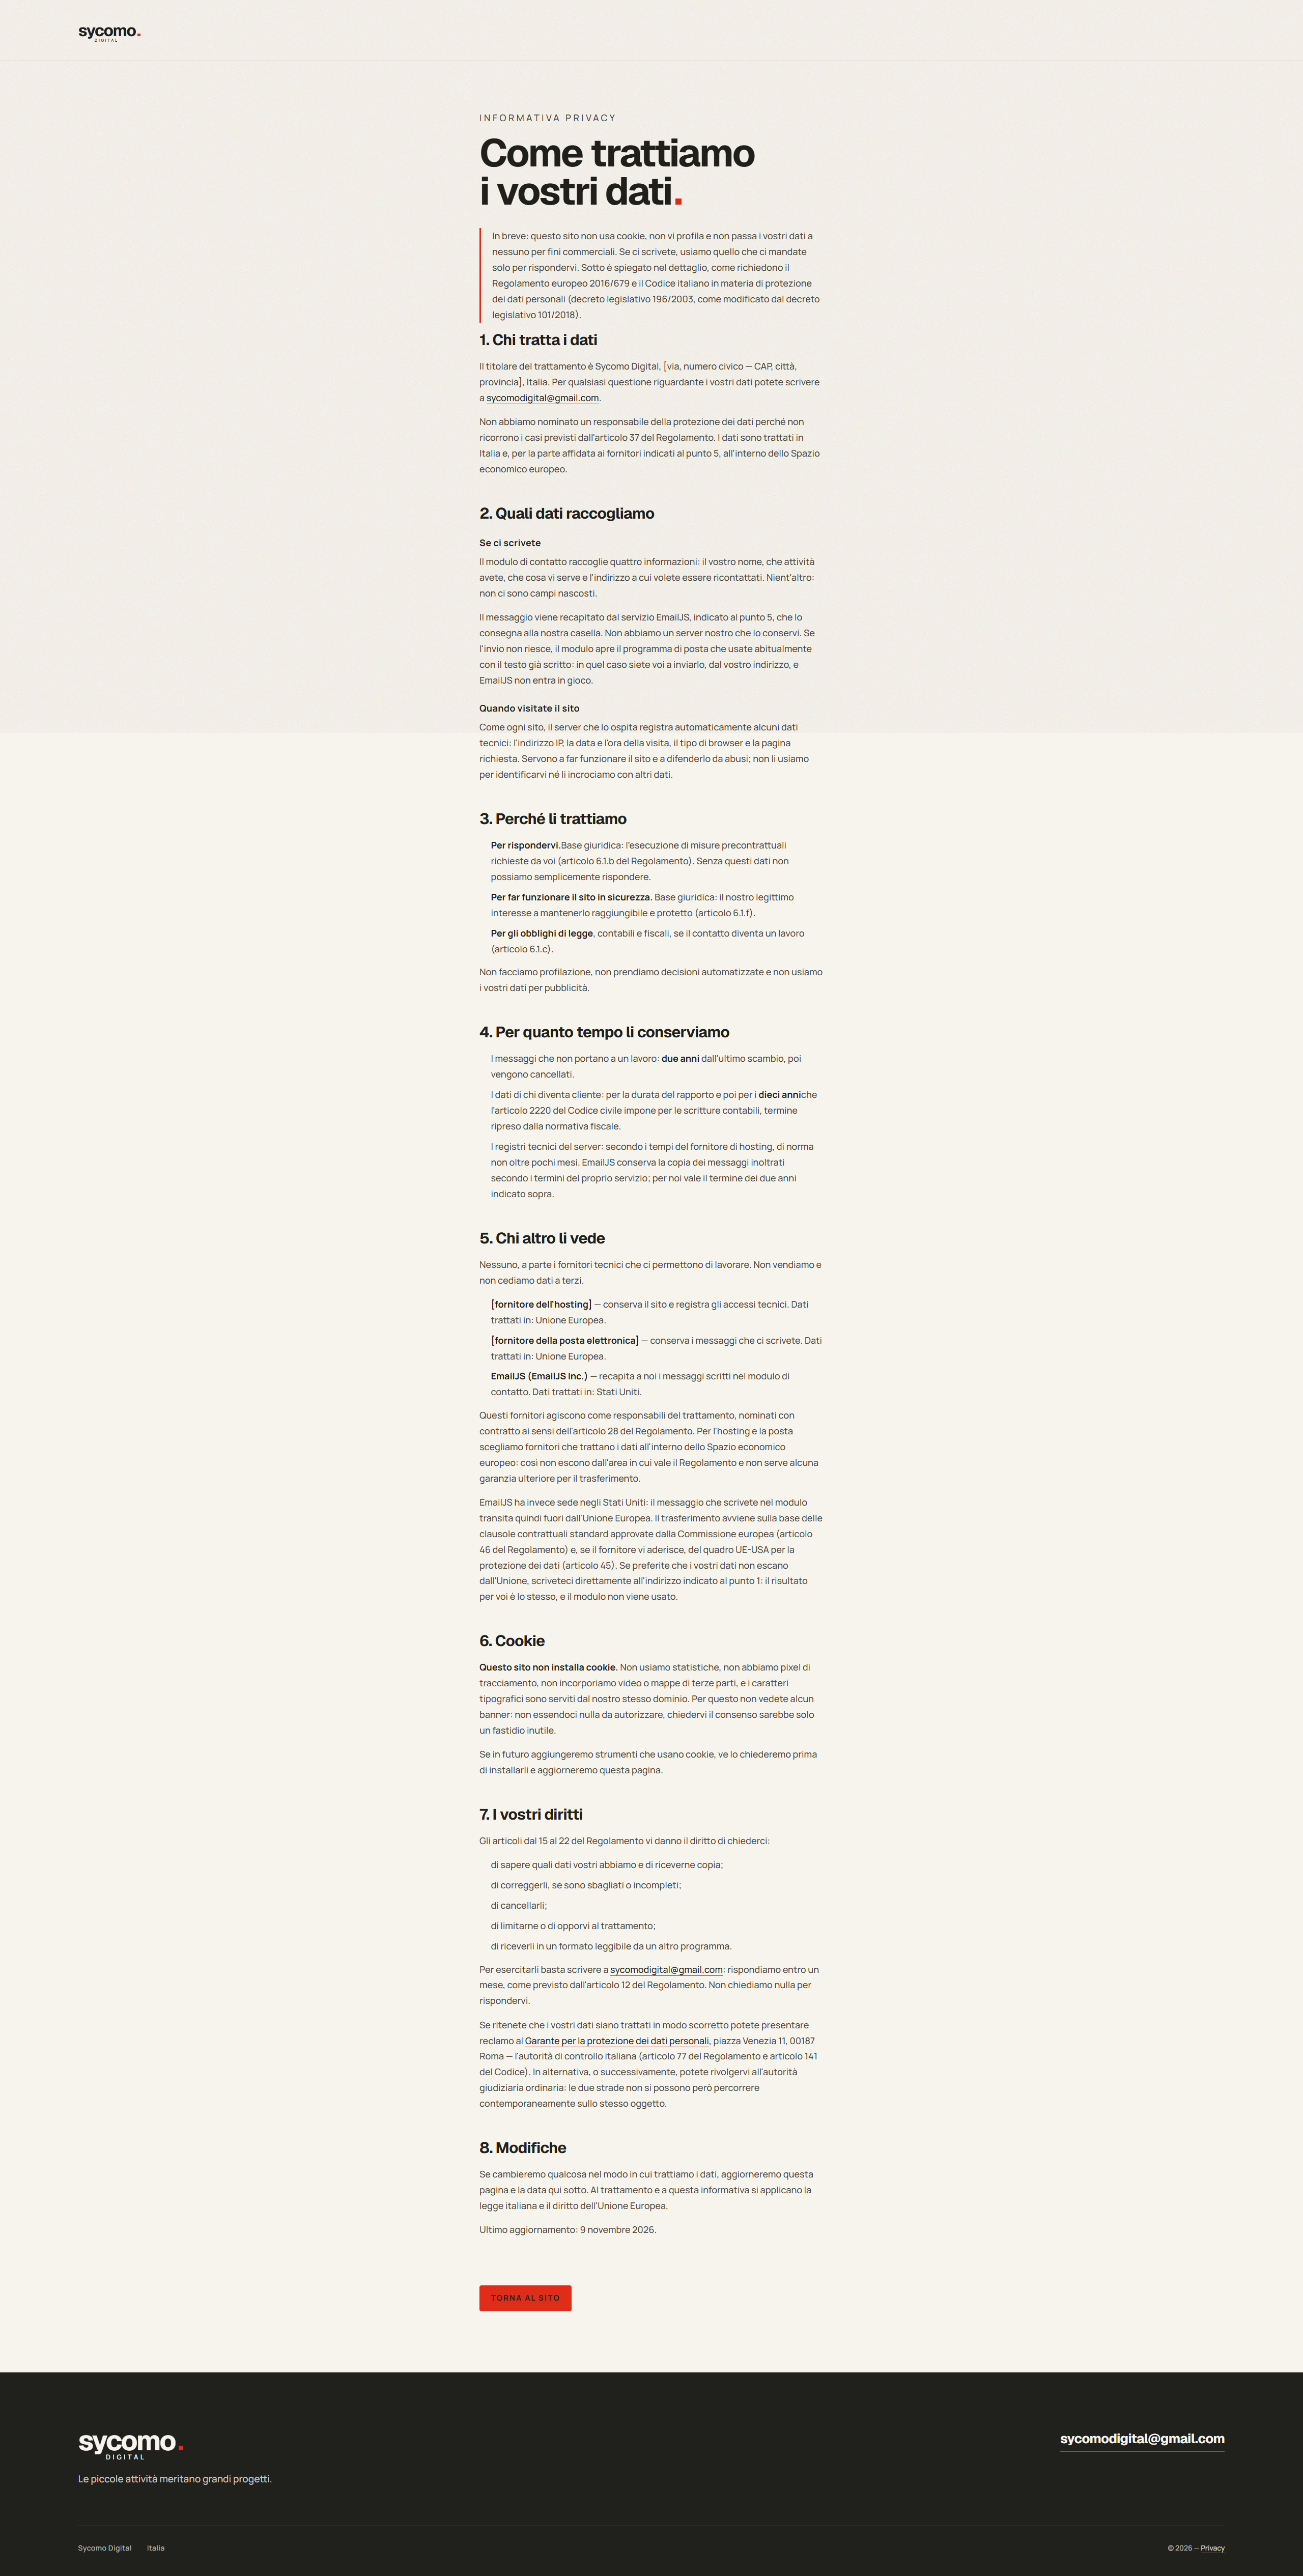 sycomo.
DIGITAL
INFORMATIVA PRIVACY
Come trattiamo
i vostri dati.
In breve: questo sito non usa cookie, non vi profila e non passa i vostri dati a
nessuno per fini commerciali. Se ci scrivete, usiamo quello che ci mandate
solo per rispondervi. Sotto è spiegato nel dettaglio, come richiedono il
Regolamento europeo 2016/679 e il Codice italiano in materia di protezione
dei dati personali (decreto legislativo 196/2003, come modificato dal decreto
legislativo 101/2018).
1. Chi tratta i dati
Il titolare del trattamento è Sycomo Digital, [via, numero civico — CAP, città,
provincia], Italia. Per qualsiasi questione riguardante i vostri dati potete scrivere
a sycomodigital@gmail.com.
Non abbiamo nominato un responsabile della protezione dei dati perché non
ricorrono i casi previsti dall'articolo 37 del Regolamento. I dati sono trattati in
Italia e, per la parte affidata ai fornitori indicati al punto 5, all'interno dello Spazio
economico europeo.
2. Quali dati raccogliamo
Se ci scrivete
Il modulo di contatto raccoglie quattro informazioni: il vostro nome, che attività
avete, che cosa vi serve e l'indirizzo a cui volete essere ricontattati. Nient'altro:
non ci sono campi nascosti.
Il messaggio viene recapitato dal servizio EmailJS, indicato al punto 5, che lo
consegna alla nostra casella. Non abbiamo un server nostro che lo conservi. Se
l'invio non riesce, il modulo apre il programma di posta che usate abitualmente
con il testo già scritto: in quel caso siete voi a inviarlo, dal vostro indirizzo, e
EmailJS non entra in gioco.
Quando visitate il sito
Come ogni sito, il server che lo ospita registra automaticamente alcuni dati
tecnici: l'indirizzo IP, la data e l'ora della visita, il tipo di browser e la pagina
richiesta. Servono a far funzionare il sito e a difenderlo da abusi; non li usiamo
per identificarvi né li incrociamo con altri dati.
3. Perché li trattiamo
Per rispondervi.Base giuridica: l'esecuzione di misure precontrattuali
richieste da voi (articolo 6.1.b del Regolamento). Senza questi dati non
possiamo semplicemente rispondere.
Per far funzionare il sito in sicurezza. Base giuridica: il nostro legittimo
interesse a mantenerlo raggiungibile e protetto (articolo 6.1.f).
Per gli obblighi di legge, contabili e fiscali, se il contatto diventa un lavoro
(articolo 6.1.c).
Non facciamo profilazione, non prendiamo decisioni automatizzate e non usiamo
i vostri dati per pubblicità.
4. Per quanto tempo li conserviamo
I messaggi che non portano a un lavoro: due anni dall'ultimo scambio, poi
vengono cancellati.
I dati di chi diventa cliente: per la durata del rapporto e poi per i dieci anniche
l'articolo 2220 del Codice civile impone per le scritture contabili, termine
ripreso dalla normativa fiscale.
I registri tecnici del server: secondo i tempi del fornitore di hosting, di norma
non oltre pochi mesi. EmailJS conserva la copia dei messaggi inoltrati
secondo i termini del proprio servizio; per noi vale il termine dei due anni
indicato sopra.
5. Chi altro li vede
Nessuno, a parte i fornitori tecnici che ci permettono di lavorare. Non vendiamo e
non cediamo dati a terzi.
[fornitore dell'hosting] — conserva il sito e registra gli accessi tecnici. Dati
trattati in: Unione Europea.
[fornitore della posta elettronica] — conserva i messaggi che ci scrivete. Dati
trattati in: Unione Europea.
EmailJS (EmailJS Inc.) — recapita a noi i messaggi scritti nel modulo di
contatto. Dati trattati in: Stati Uniti.
Questi fornitori agiscono come responsabili del trattamento, nominati con
contratto ai sensi dell'articolo 28 del Regolamento. Per l'hosting e la posta
scegliamo fornitori che trattano i dati all'interno dello Spazio economico
europeo: così non escono dall'area in cui vale il Regolamento e non serve alcuna
garanzia ulteriore per il trasferimento.
EmailJS ha invece sede negli Stati Uniti: il messaggio che scrivete nel modulo
transita quindi fuori dall'Unione Europea. Il trasferimento avviene sulla base delle
clausole contrattuali standard approvate dalla Commissione europea (articolo
46 del Regolamento) e, se il fornitore vi aderisce, del quadro UE-USA per la
protezione dei dati (articolo 45). Se preferite che i vostri dati non escano
dall'Unione, scriveteci direttamente all'indirizzo indicato al punto 1: il risultato
per voi è lo stesso, e il modulo non viene usato.
6. Cookie
Questo sito non installa cookie. Non usiamo statistiche, non abbiamo pixel di
tracciamento, non incorporiamo video o mappe di terze parti, e i caratteri
tipografici sono serviti dal nostro stesso dominio. Per questo non vedete alcun
banner: non essendoci nulla da autorizzare, chiedervi il consenso sarebbe solo
un fastidio inutile.
Se in futuro aggiungeremo strumenti che usano cookie, ve lo chiederemo prima
di installarli e aggiorneremo questa pagina.
7. I vostri diritti
Gli articoli dal 15 al 22 del Regolamento vi danno il diritto di chiederci:
di sapere quali dati vostri abbiamo e di riceverne copia;
di correggerli, se sono sbagliati o incompleti;
di cancellarli;
di limitarne o di opporvi al trattamento;
di riceverli in un formato leggibile da un altro programma.
Per esercitarli basta scrivere a sycomodigital@gmail.com: rispondiamo entro un
mese, come previsto dall'articolo 12 del Regolamento. Non chiediamo nulla per
rispondervi.
Se ritenete che i vostri dati siano trattati in modo scorretto potete presentare
reclamo al Garante per la protezione dei dati personali, piazza Venezia 11, 00187
Roma — l'autorità di controllo italiana (articolo 77 del Regolamento e articolo 141
del Codice). In alternativa, o successivamente, potete rivolgervi all'autorità
giudiziaria ordinaria: le due strade non si possono però percorrere
contemporaneamente sullo stesso oggetto.
8. Modifiche
Se cambieremo qualcosa nel modo in cui trattiamo i dati, aggiorneremo questa
pagina e la data qui sotto. Al trattamento e a questa informativa si applicano la
legge italiana e il diritto dell'Unione Europea.
Ultimo aggiornamento: 9 novembre 2026.
TORNA AL SITO
sycomo.
DIGITAL
sycomodigital@gmail.com
Le piccole attività meritano grandi progetti.
Sycomo Digital Italia
© 2026 — Privacy